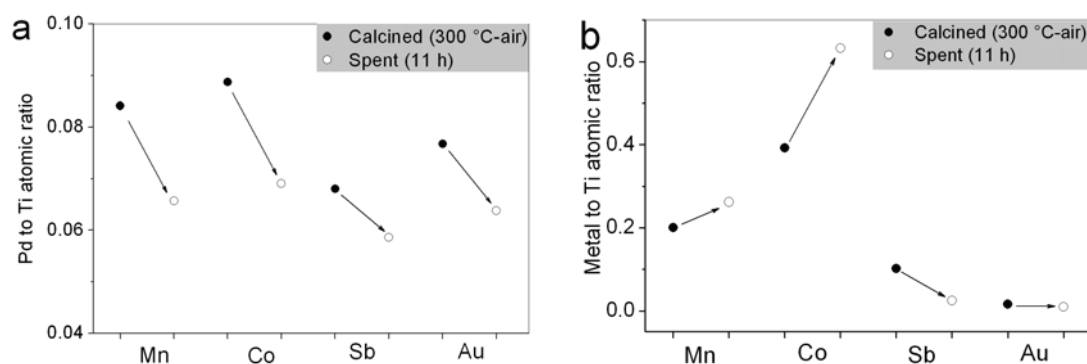 a
Calcined (300 °C-air)
Spent (11 h)
Pd to Ti atomic ratio
0.10
0.08
0.06
0.04
Mn Co Sb Au
b
Calcined (300 °C-air)
Spent (11 h)
Metal to Ti atomic ratio
0.6
0.4
0.2
0.0
Mn Co Sb Au